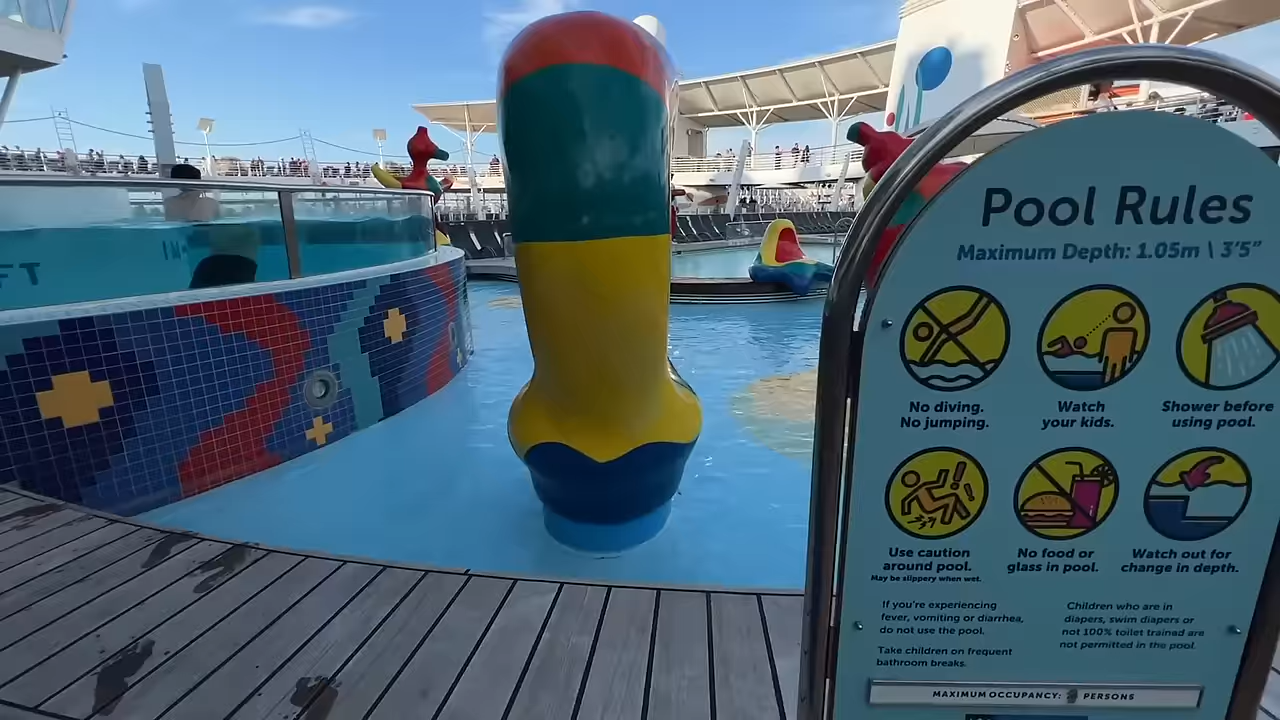 FT
Pool Rules
Maximum Depth: 1.05m \ 3'5"
No diving.
No jumping.
Watch
your kids.
Shower before
using pool.
Use caution
around pool.
May be slippery when wet.
No food or
glass in pool.
Watch out for
change in depth.
If you're experiencing
fever, vomiting or diarrhea,
do not use the pool.
Take children on frequent
bathroom breaks.
Children who are in
diapers, swim diapers or
not 100% toilet trained are
not permitted in the pool.
MAXIMUM OCCUPANCY: PERSONS